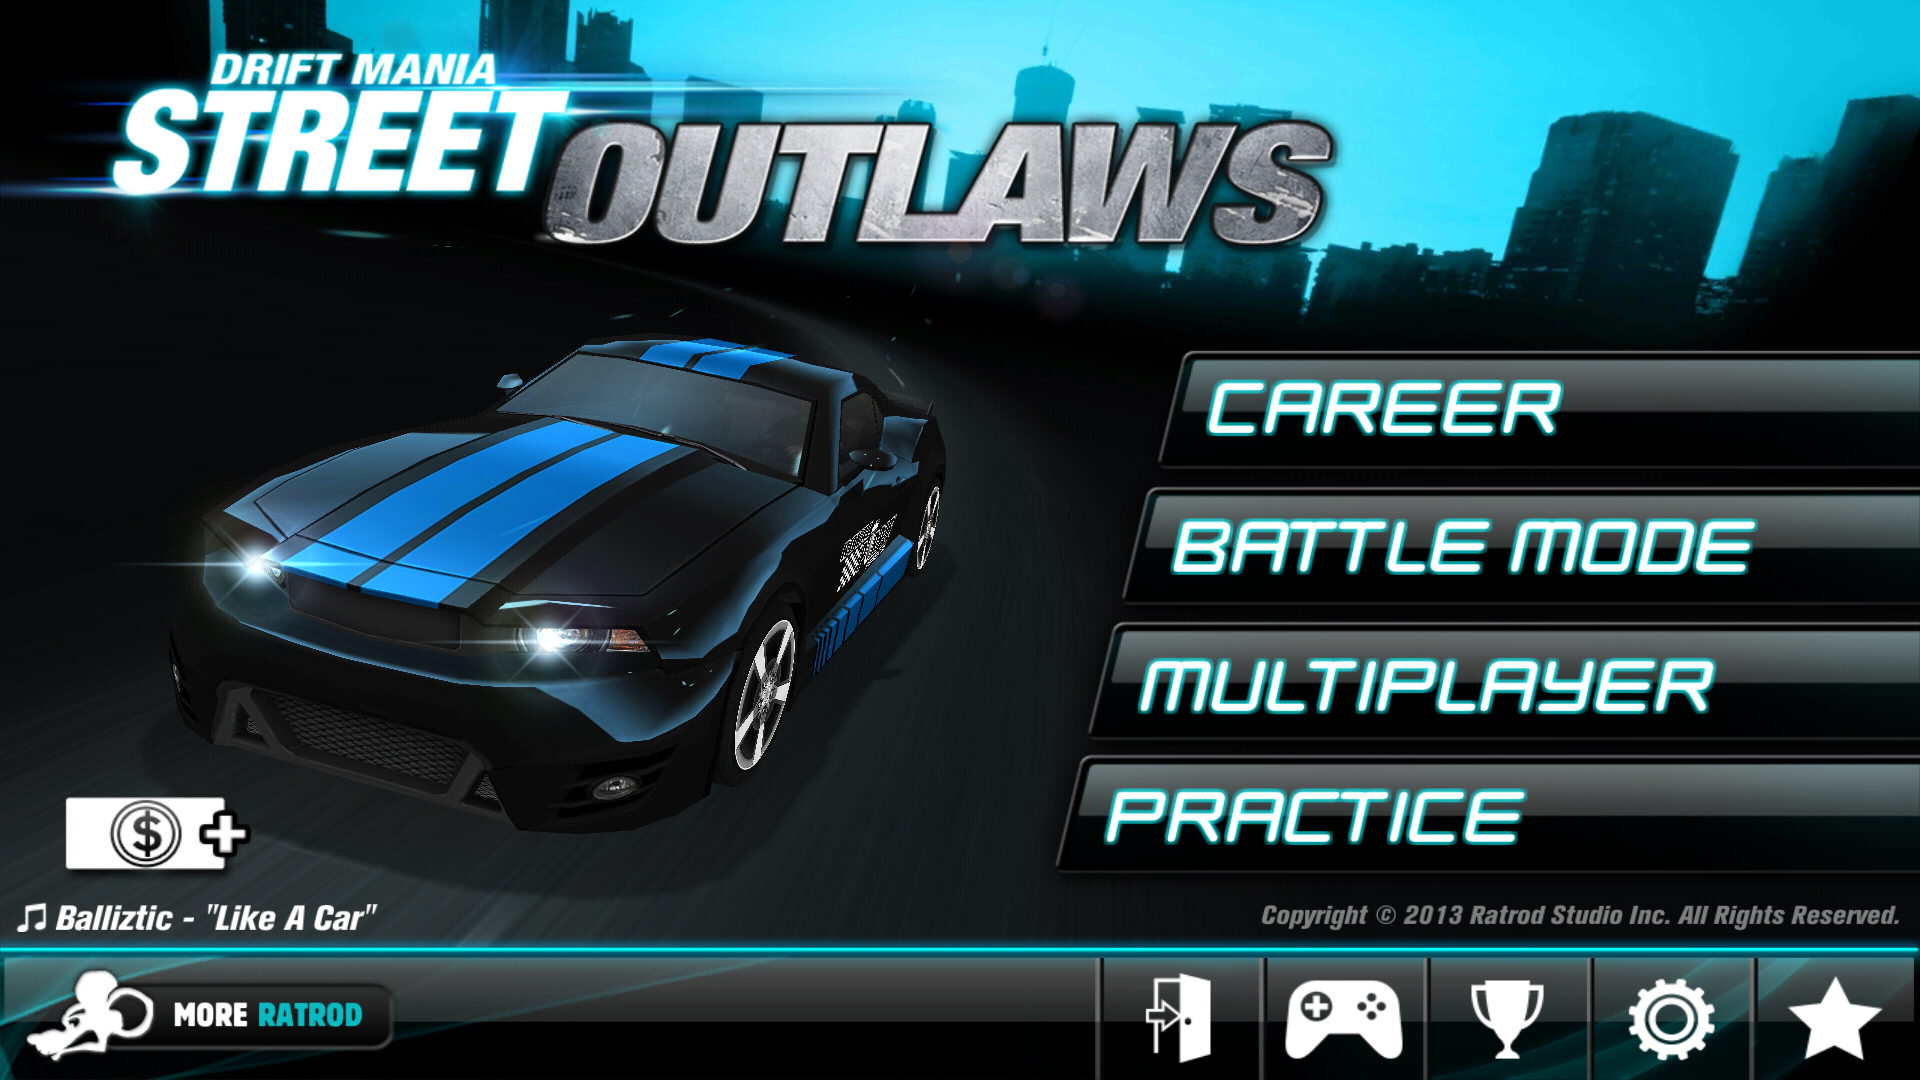 DRIFT MANIA
STREET OUTLAWS
CAREER
BATTLE MODE
MULTIPLAYER
PRACTICE
$ +
♫ Balliztic - "Like A Car"
Copyright © 2013 Ratrod Studio Inc. All Rights Reserved.
MORE RATROD